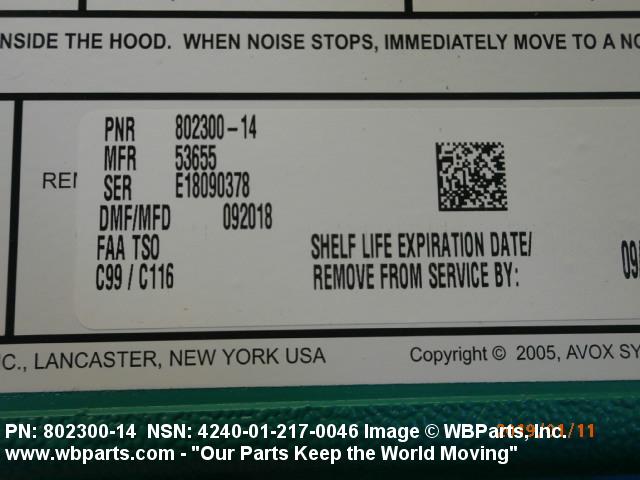 NSIDE THE HOOD. WHEN NOISE STOPS, IMMEDIATELY MOVE TO A
PNR 802300-14
MFR 53655
SER E18090378
DMF/MFD 092018
FAA TSO
C99 / C116
SHELF LIFE EXPIRATION DATE/
REMOVE FROM SERVICE BY:
09/
C., LANCASTER, NEW YORK USA
Copyright © 2005, AVOX SY
PN: 802300-14 NSN: 4240-01-217-0046 Image © WBParts, Inc.
www.wbparts.com - "Our Parts Keep the World Moving"